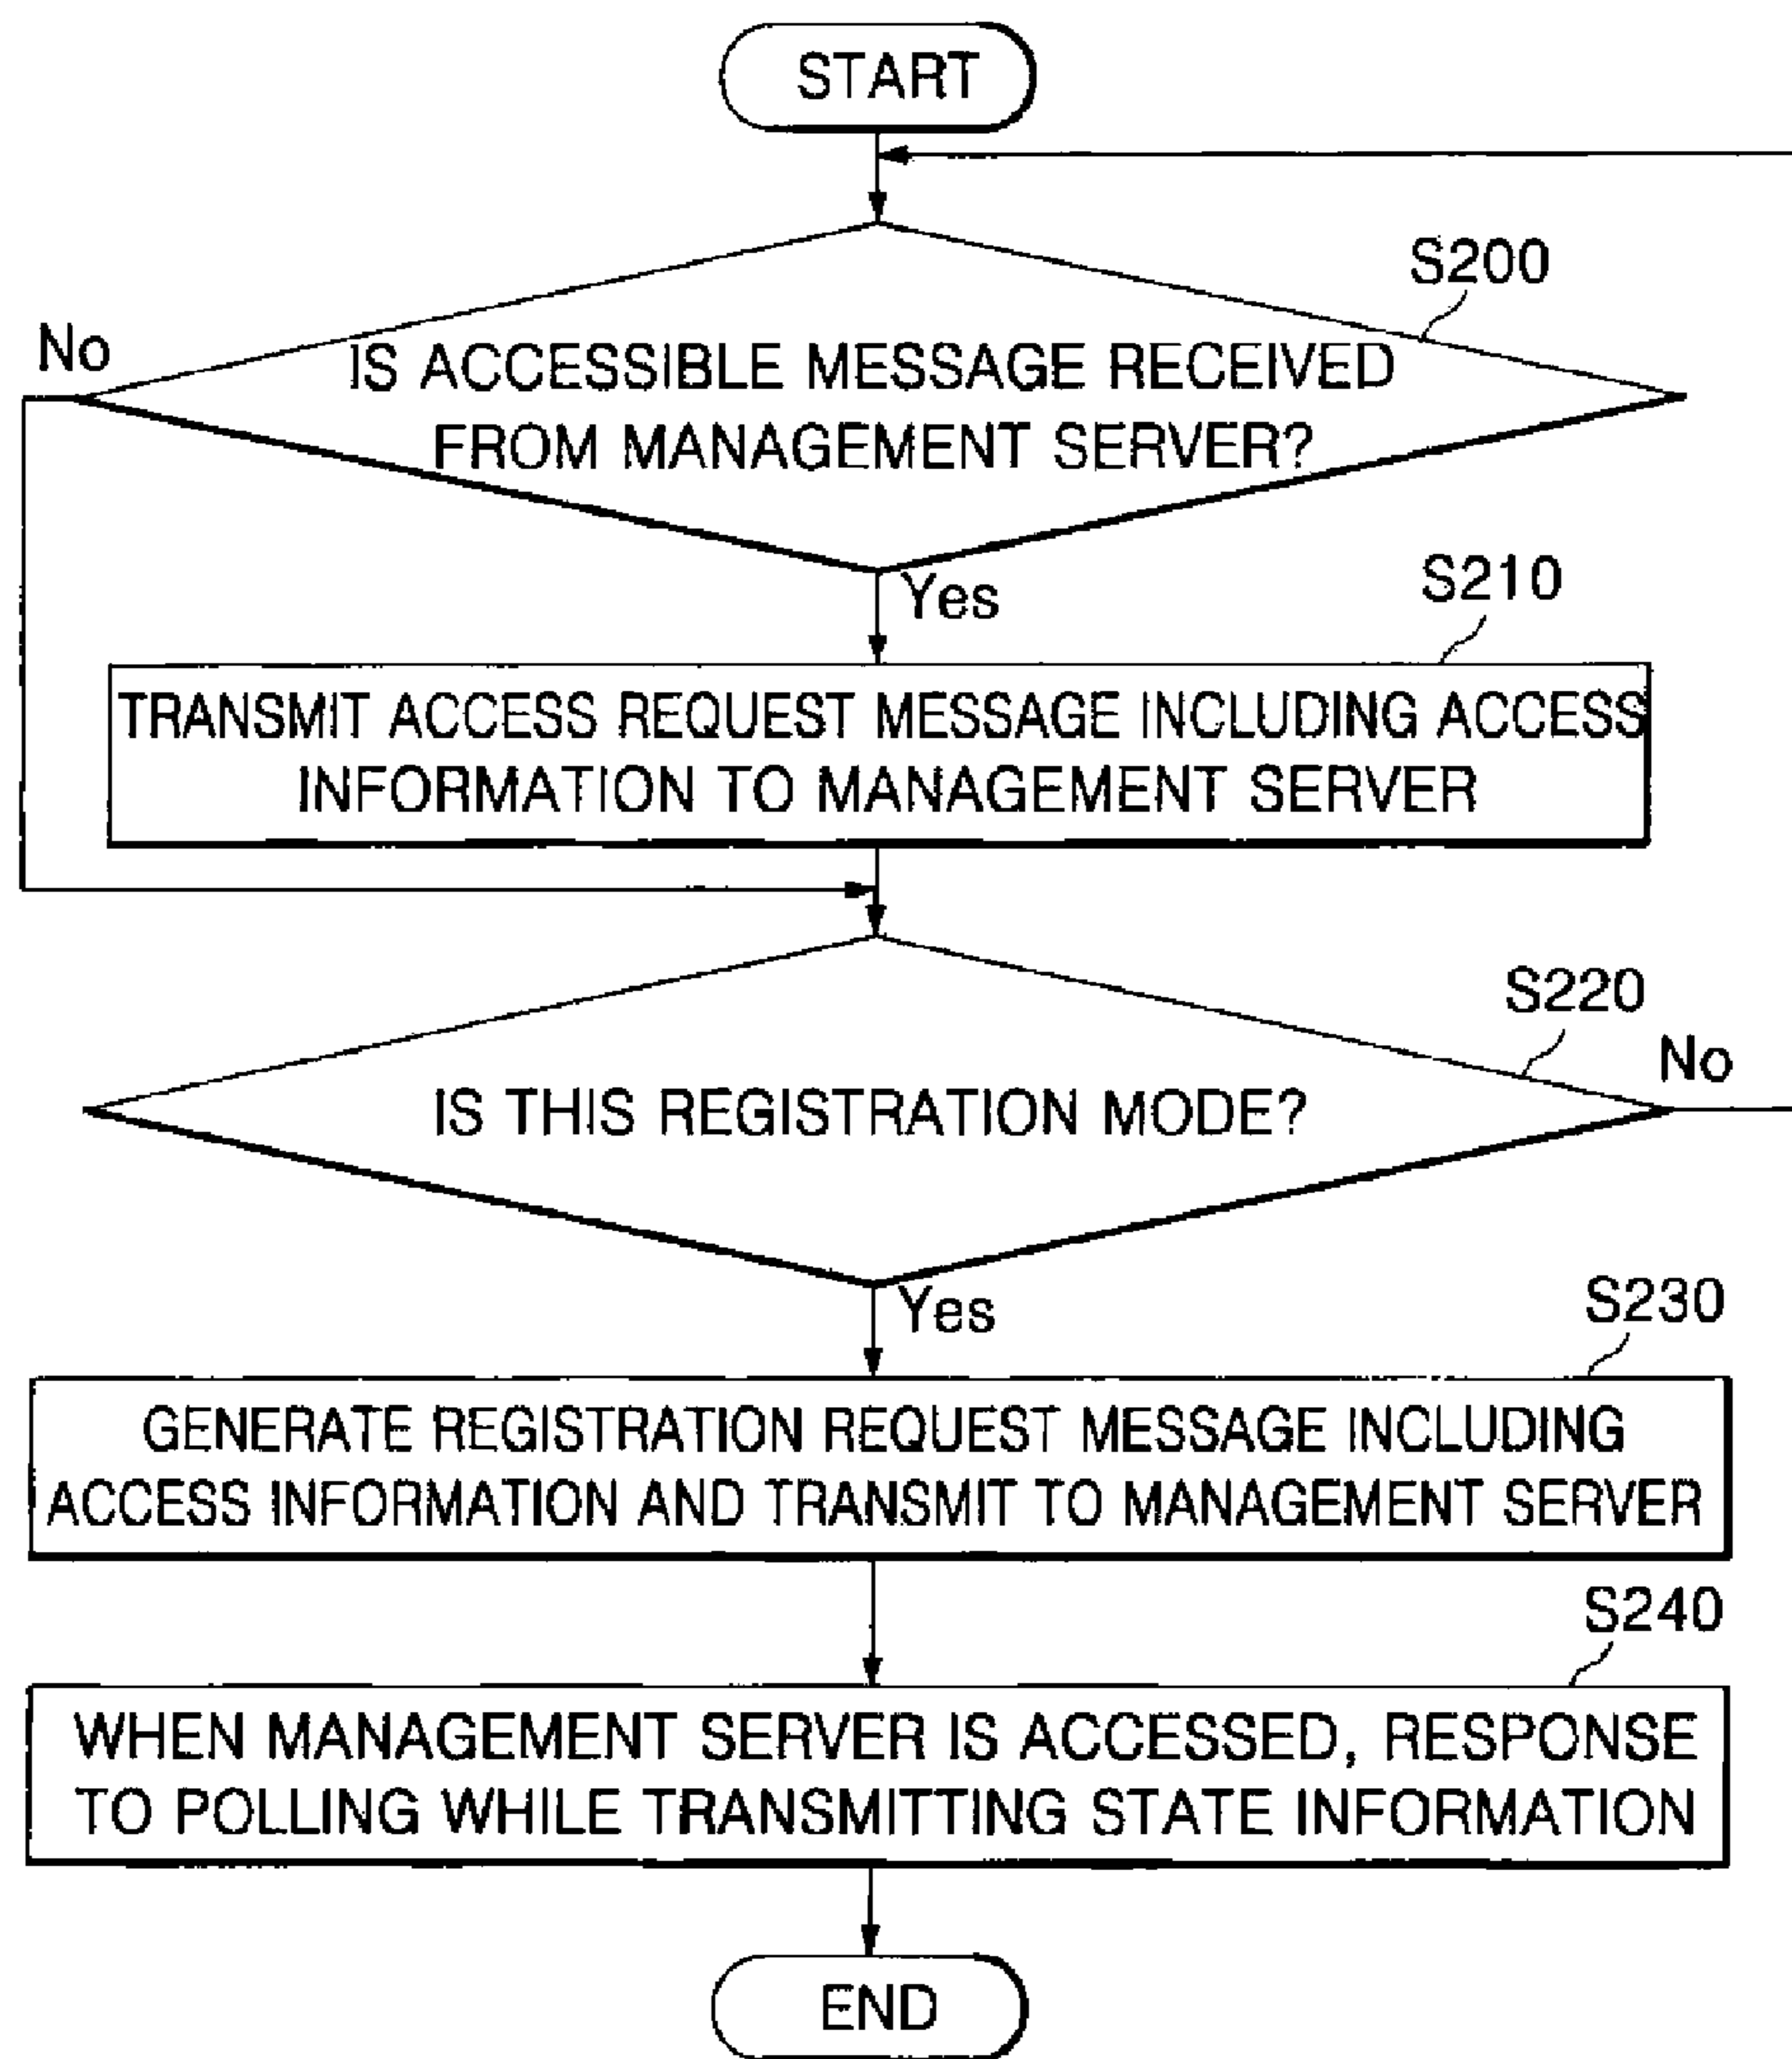 START
S200
No
IS ACCESSIBLE MESSAGE RECEIVED
FROM MANAGEMENT SERVER?
Yes
S210
TRANSMIT ACCESS REQUEST MESSAGE INCLUDING ACCESS
INFORMATION TO MANAGEMENT SERVER
S220
No
IS THIS REGISTRATION MODE?
Yes
S230
GENERATE REGISTRATION REQUEST MESSAGE INCLUDING
ACCESS INFORMATION AND TRANSMIT TO MANAGEMENT SERVER
S240
WHEN MANAGEMENT SERVER IS ACCESSED, RESPONSE
TO POLLING WHILE TRANSMITTING STATE INFORMATION
END